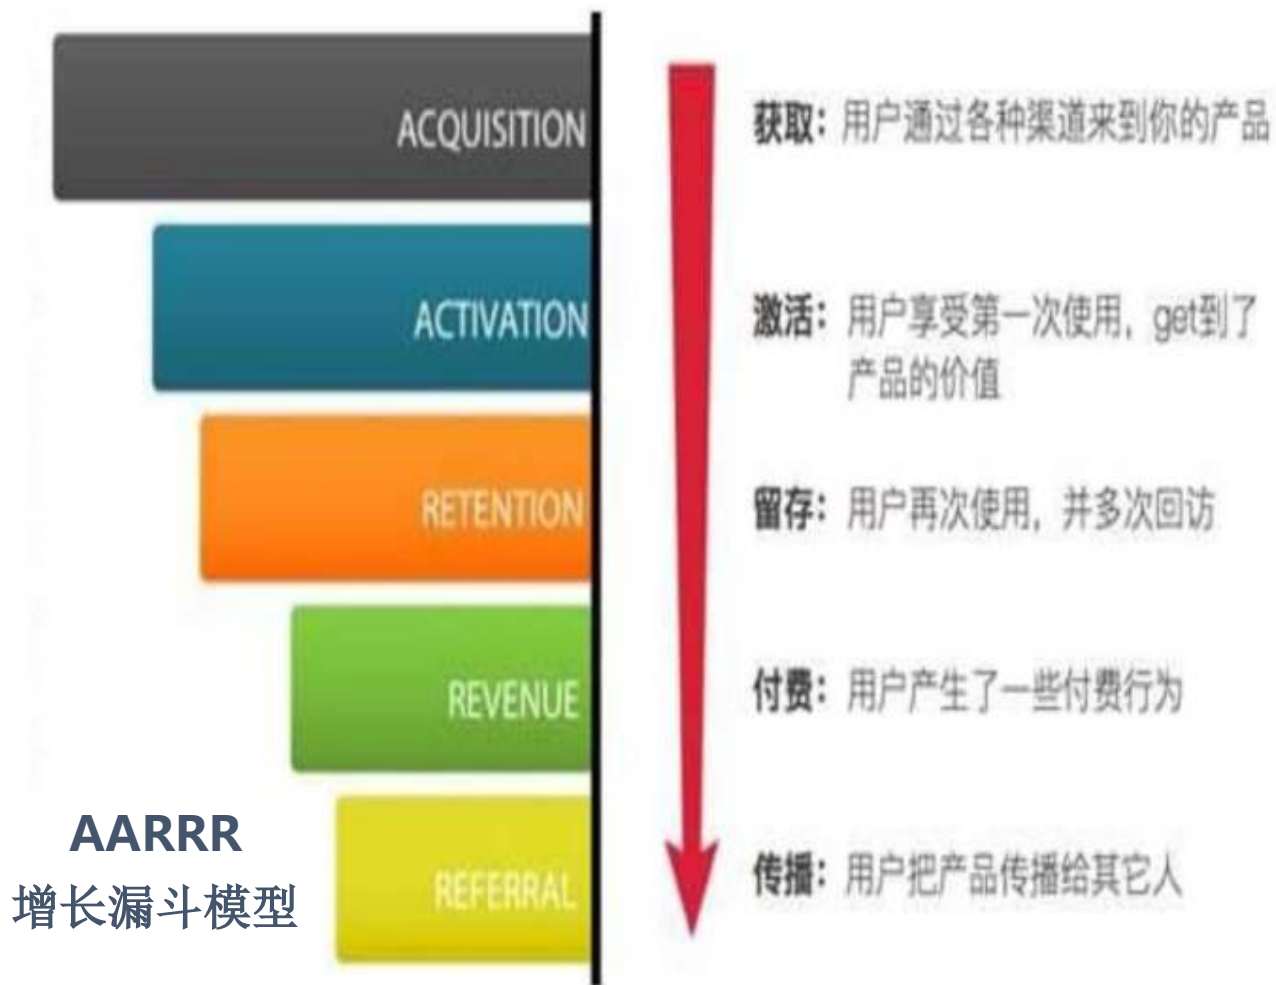 ACQUISITION
获取：用户通过各种渠道来到你的产品
ACTIVATION
激活：用户享受第一次使用，get到了
产品的价值
RETENTION
留存：用户再次使用，并多次回访
REVENUE
付费：用户产生了一些付费行为
REFERRAL
传播：用户把产品传播给其它人
AARRR
增长漏斗模型